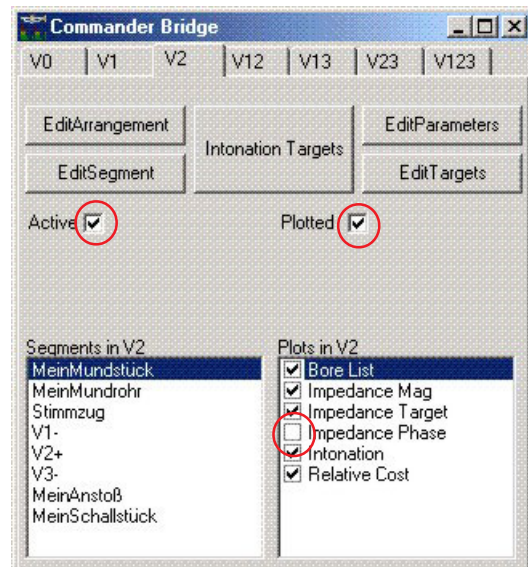 Commander Bridge
V0 V1 V2 V12 V13 V23 V123
EditArrangement
EditSegment
Intonation Targets
EditParameters
EditTargets
Active
Plotted
Segments in V2
MeinMundstück
MeinMundrohr
Stimmzug
V1-
V2+
V3-
MeinAnstoß
MeinSchallstück
Plots in V2
Bore List
Impedance Mag
Impedance Target
Impedance Phase
Intonation
Relative Cost